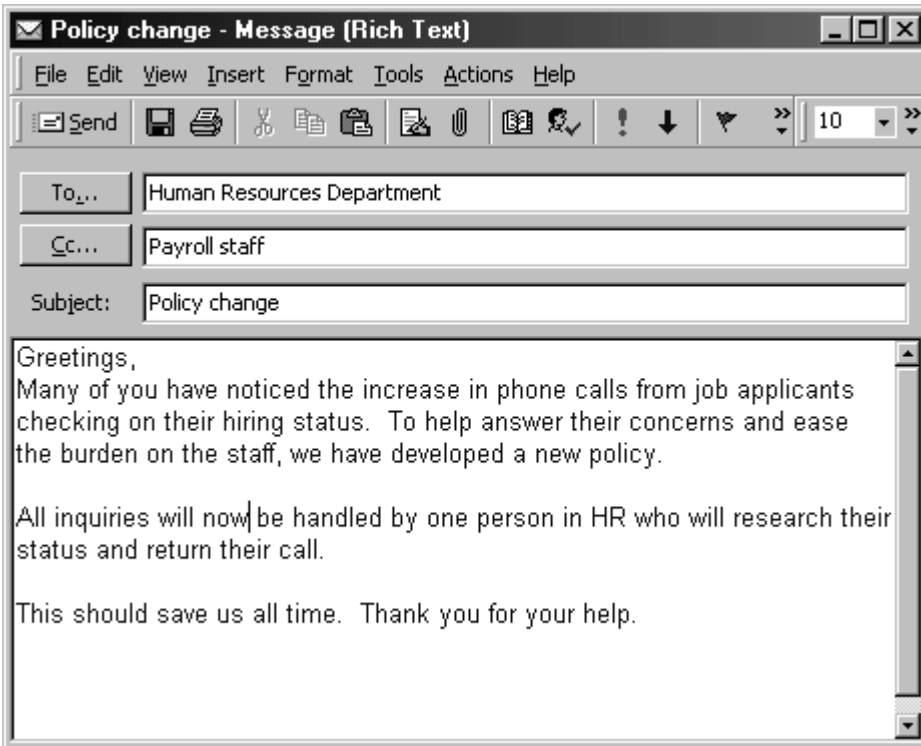 Policy change - Message (Rich Text)
File Edit View Insert Format Tools Actions Help
Send 10
To... Human Resources Department
Cc... Payroll staff
Subject: Policy change
Greetings,
Many of you have noticed the increase in phone calls from job applicants
checking on their hiring status.  To help answer their concerns and ease
the burden on the staff, we have developed a new policy.
All inquiries will now be handled by one person in HR who will research their
status and return their call.
This should save us all time.  Thank you for your help.